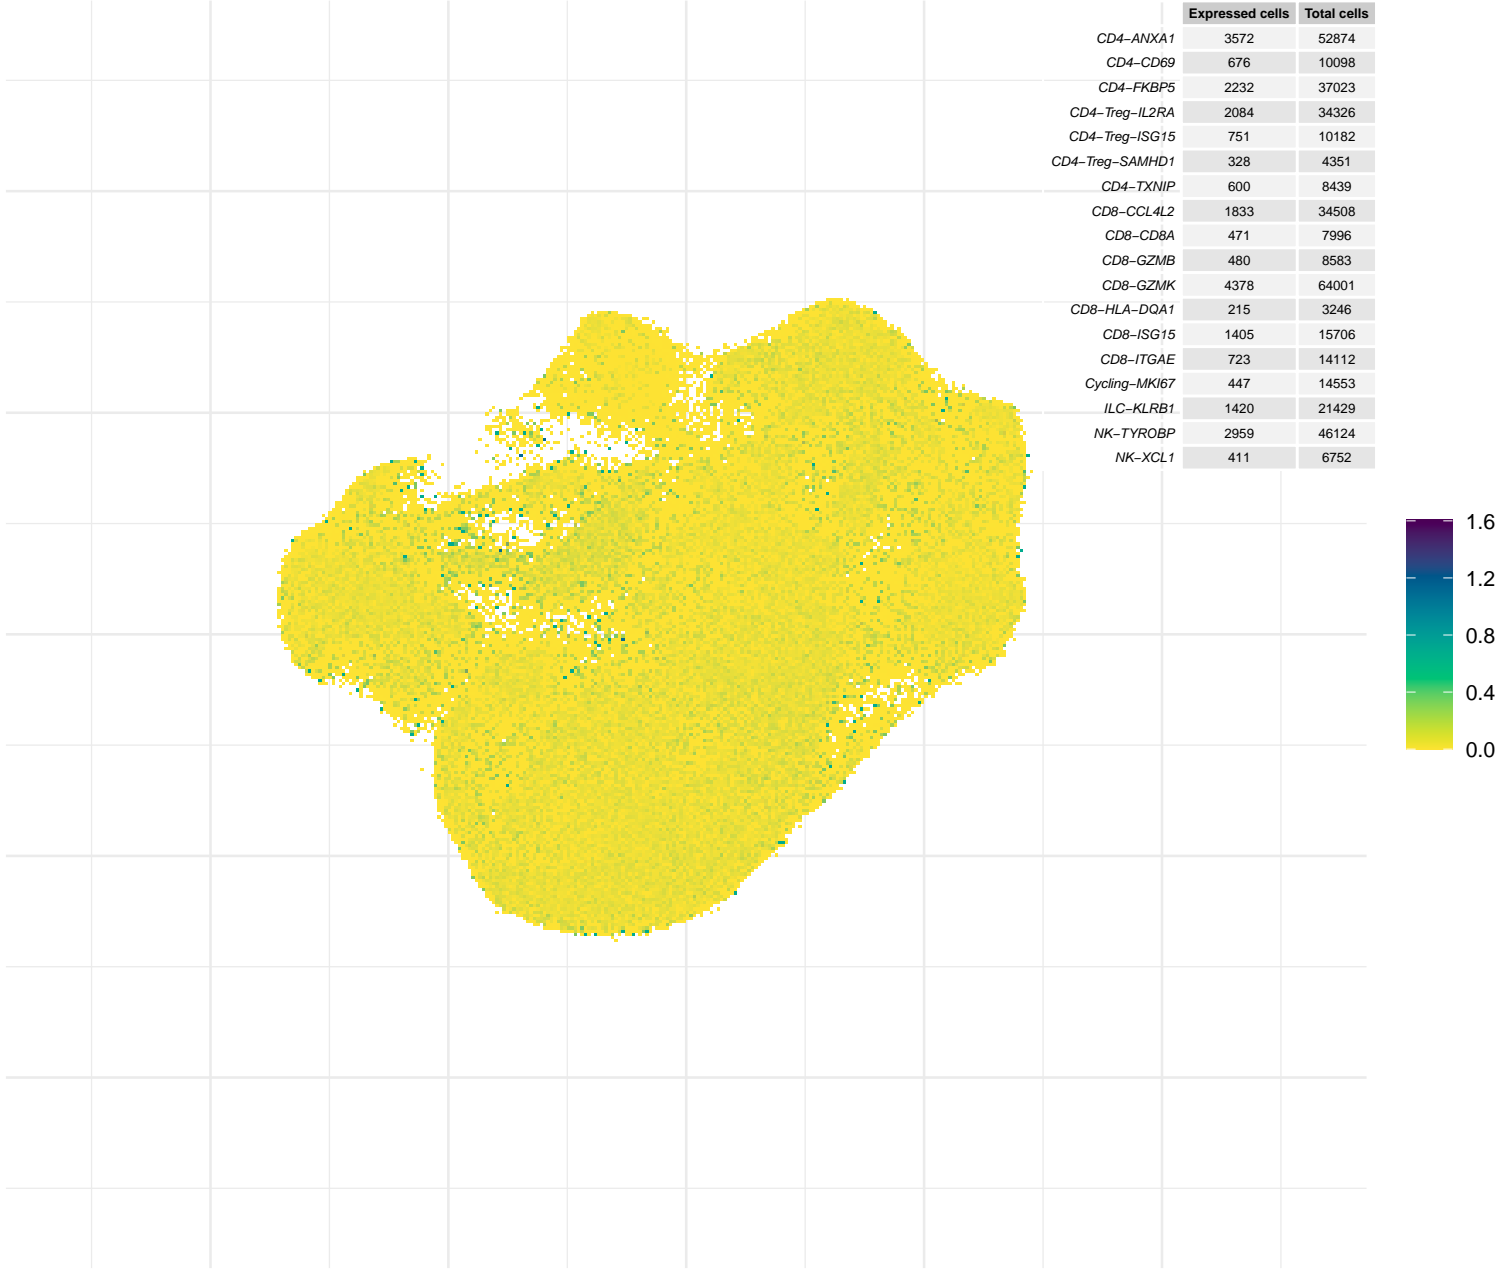 Expressed cells Total cells
CD4−ANXA1 3572 52874
CD4−CD69 676 10098
CD4−FKBP5 2232 37023
CD4−Treg−IL2RA 2084 34326
CD4−Treg−ISG15 751 10182
CD4−Treg−SAMHD1 328 4351
CD4−TXNIP 600 8439
CD8−CCL4L2 1833 34508
CD8−CD8A 471 7996
CD8−GZMB 480 8583
CD8−GZMK 4378 64001
CD8−HLA−DQA1 215 3246
CD8−ISG15 1405 15706
CD8−ITGAE 723 14112
Cycling−MKI67 447 14553
ILC−KLRB1 1420 21429
NK−TYROBP 2959 46124
NK−XCL1 411 6752
1.6
1.2
0.8
0.4
0.0